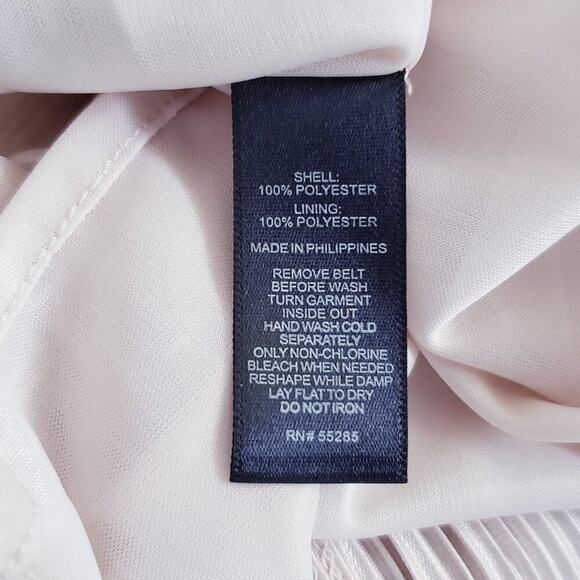 SHELL:
100% POLYESTER
LINING:
100% POLYESTER
MADE IN PHILIPPINES
REMOVE BELT
BEFORE WASH
TURN GARMENT
INSIDE OUT
HAND WASH COLD
SEPARATELY
ONLY NON-CHLORINE
BLEACH WHEN NEEDED
RESHAPE WHILE DAMP
LAY FLAT TO DRY
DO NOT IRON
RN# 55285